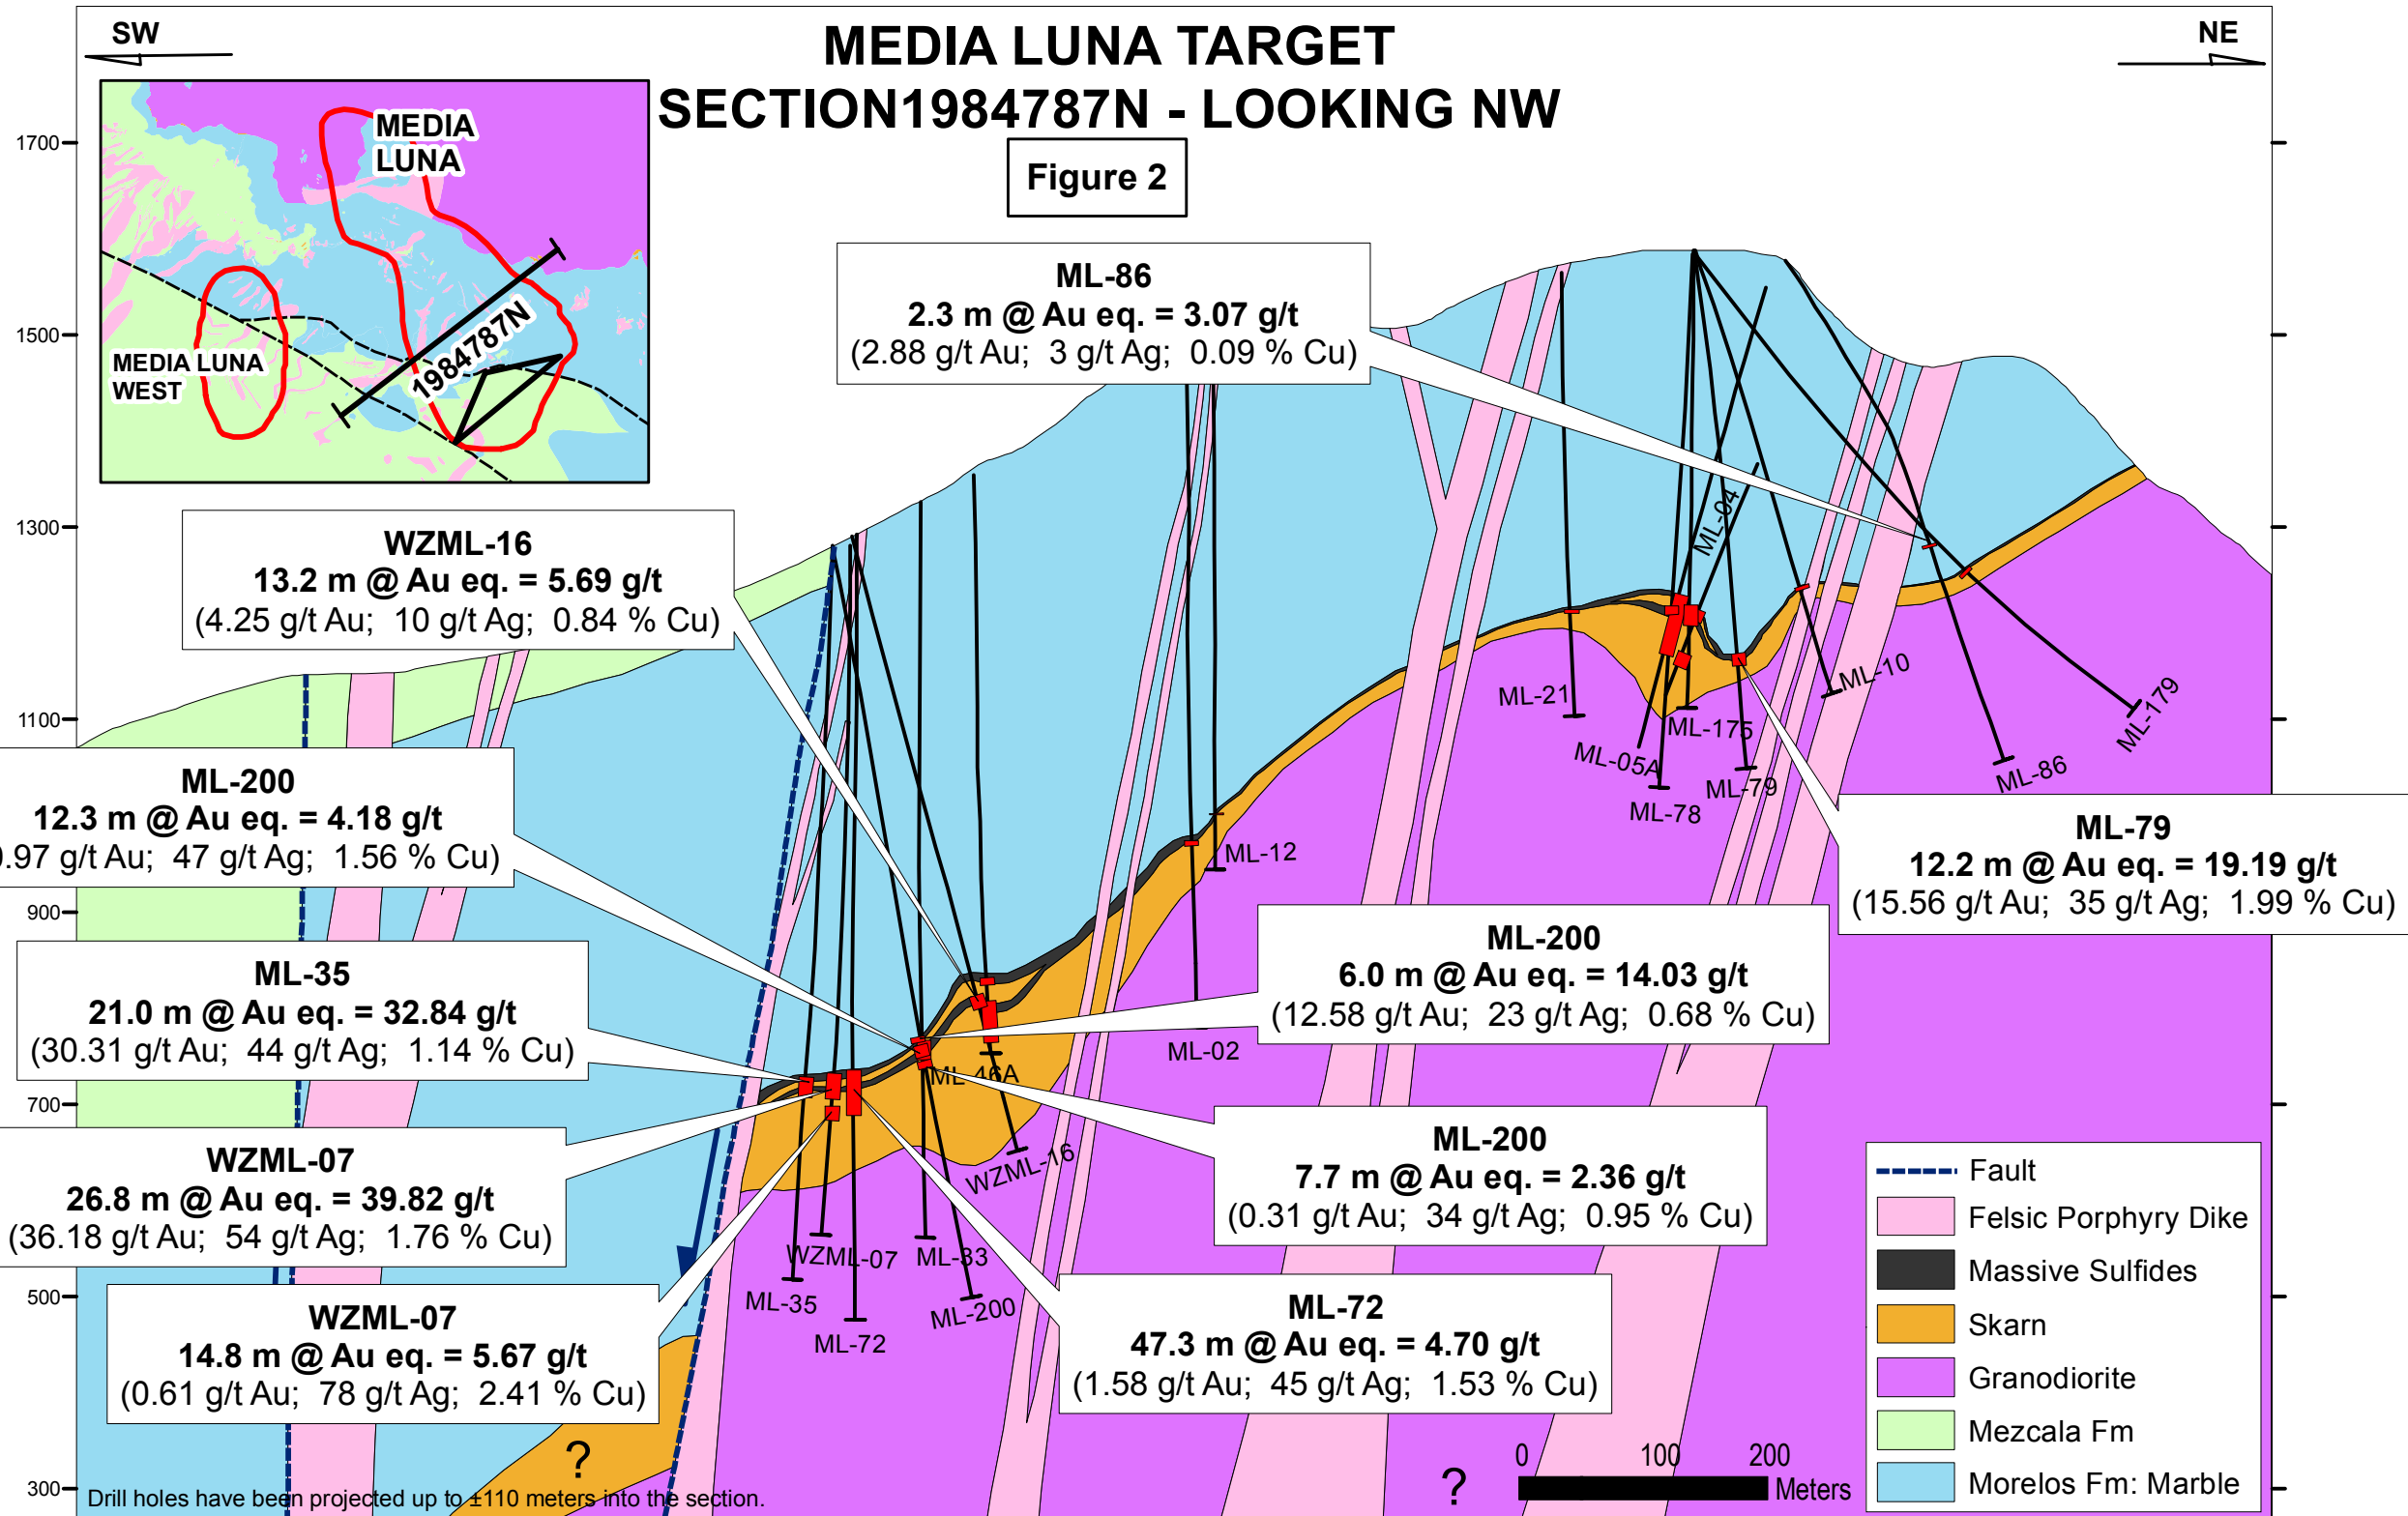 SW
NE
MEDIA LUNA TARGET
SECTION1984787N - LOOKING NW
Figure 2
MEDIA
LUNA
MEDIA LUNA
WEST
1984787N
1700
1500
1300
1100
900
700
500
300
ML-86
2.3 m @ Au eq. = 3.07 g/t
(2.88 g/t Au; 3 g/t Ag; 0.09 % Cu)
WZML-16
13.2 m @ Au eq. = 5.69 g/t
(4.25 g/t Au; 10 g/t Ag; 0.84 % Cu)
ML-200
12.3 m @ Au eq. = 4.18 g/t
.97 g/t Au; 47 g/t Ag; 1.56 % Cu)
ML-35
21.0 m @ Au eq. = 32.84 g/t
(30.31 g/t Au; 44 g/t Ag; 1.14 % Cu)
WZML-07
26.8 m @ Au eq. = 39.82 g/t
(36.18 g/t Au; 54 g/t Ag; 1.76 % Cu)
WZML-07
14.8 m @ Au eq. = 5.67 g/t
(0.61 g/t Au; 78 g/t Ag; 2.41 % Cu)
ML-79
12.2 m @ Au eq. = 19.19 g/t
(15.56 g/t Au; 35 g/t Ag; 1.99 % Cu)
ML-200
6.0 m @ Au eq. = 14.03 g/t
(12.58 g/t Au; 23 g/t Ag; 0.68 % Cu)
ML-200
7.7 m @ Au eq. = 2.36 g/t
(0.31 g/t Au; 34 g/t Ag; 0.95 % Cu)
ML-72
47.3 m @ Au eq. = 4.70 g/t
(1.58 g/t Au; 45 g/t Ag; 1.53 % Cu)
ML-04
ML-21
ML-10
ML-175
ML-05A
ML-79
ML-78
ML-86
ML-179
ML-12
ML-02
ML-46A
WZML-16
WZML-07
ML-33
ML-35
ML-200
ML-72
?
?
Drill holes have been projected up to ±110 meters into the section.
0 100 200
Meters
Fault
Felsic Porphyry Dike
Massive Sulfides
Skarn
Granodiorite
Mezcala Fm
Morelos Fm: Marble